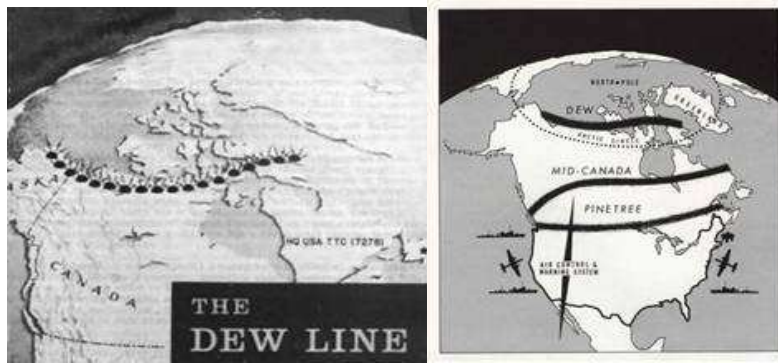 ALASKA
HQ USA TTC (7278)
CANADA
THE
DEW LINE
NORTH POLE
GREENLAND
DEW
ARCTIC CIRCLE
MID-CANADA
PINETREE
AIR CONTROL &
WARNING SYSTEM